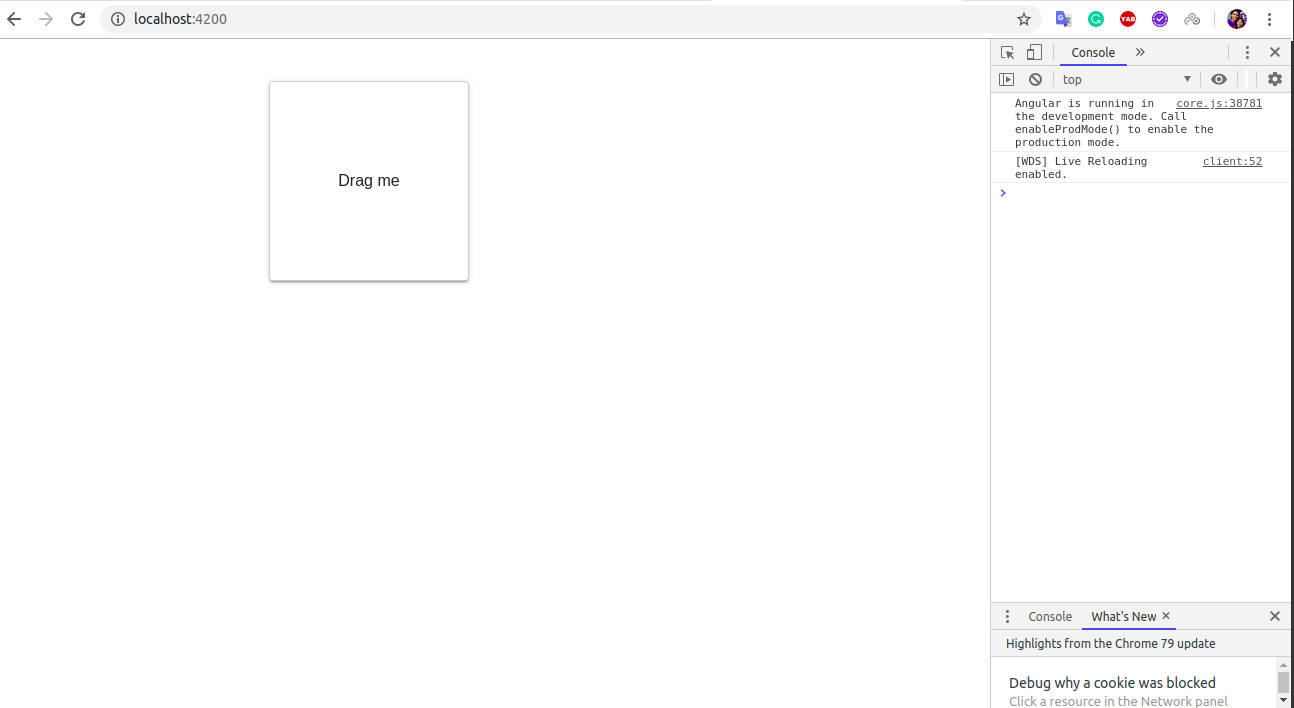 localhost:4200
YAB
Console
top
Drag me
Angular is running in core.js:38781
the development mode. Call
enableProdMode() to enable the
production mode.
[WDS] Live Reloading client:52
enabled.
Console What's New
Highlights from the Chrome 79 update
Debug why a cookie was blocked
Click a resource in the Network panel